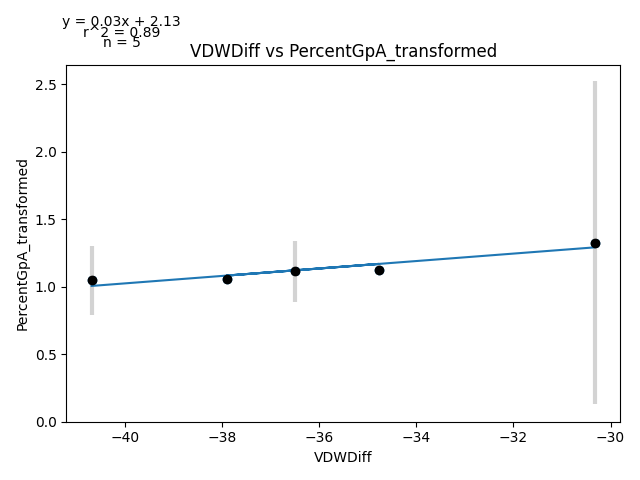 y = 0.03x + 2.13
r^2 = 0.89
n = 5
VDWDiff vs PercentGpA_transformed
PercentGpA_transformed
2.5
2.0
1.5
1.0
0.5
0.0
−40
−38
−36
−34
−32
−30
VDWDiff